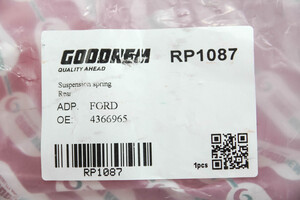 GOODREM
QUALITY AHEAD
RP1087
Suspension spring
Rear
ADP. FORD
OE: 4366965
1pcs
RP1087